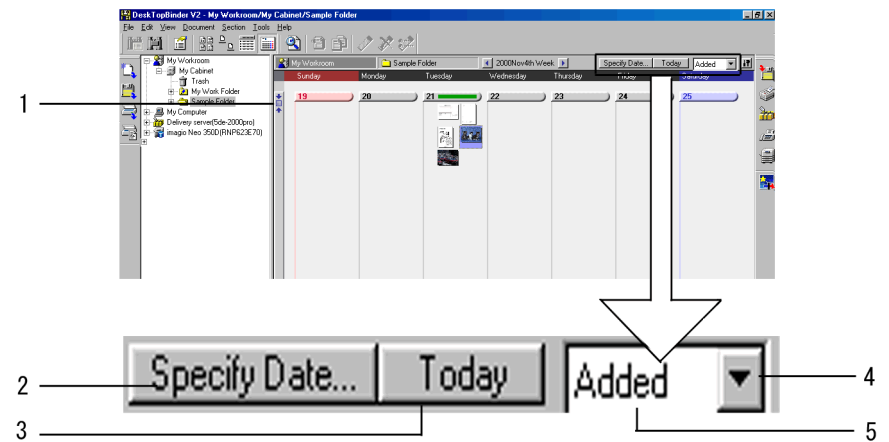 DeskTopBinder V2 - My Workroom/My Cabinet/Sample Folder
File Edit View Document Section Tools Help
My Workroom
My Cabinet
Trash
My Work Folder
Sample Folder
My Computer
Delivery server(5de-2000pro)
imagio Neo 350D(RNP623E70)
My Workroom Sample Folder 2000Nov4th Week Specify Date... Today Added
Sunday Monday Tuesday Wednesday Thursday Friday Saturday
19 20 21 22 23 24 25
1
Specify Date... Today Added
2
3
4
5